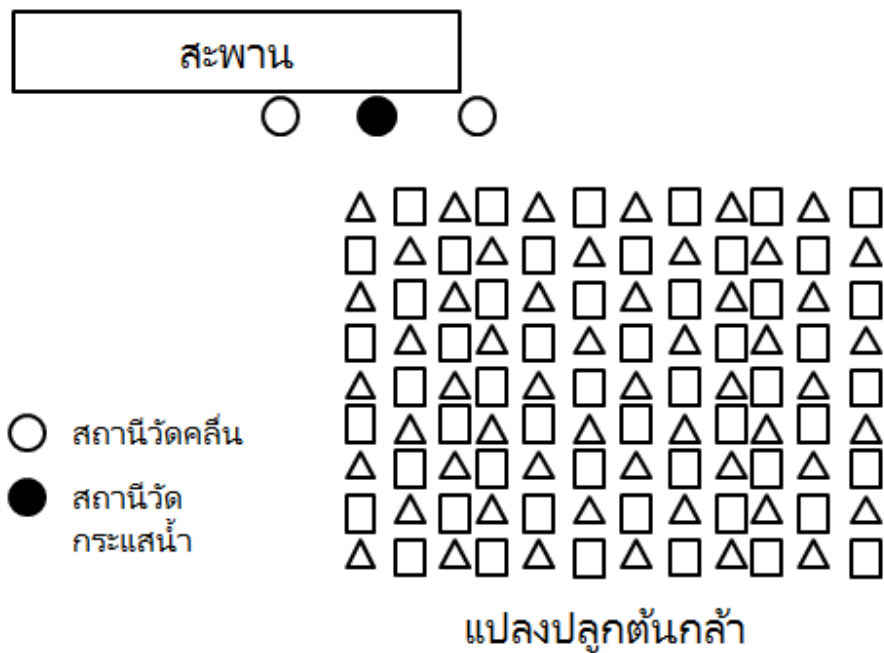 สะพาน
สถานีวัดคลื่น
สถานีวัด
กระแสน้ำ
แปลงปลูกต้นกล้า